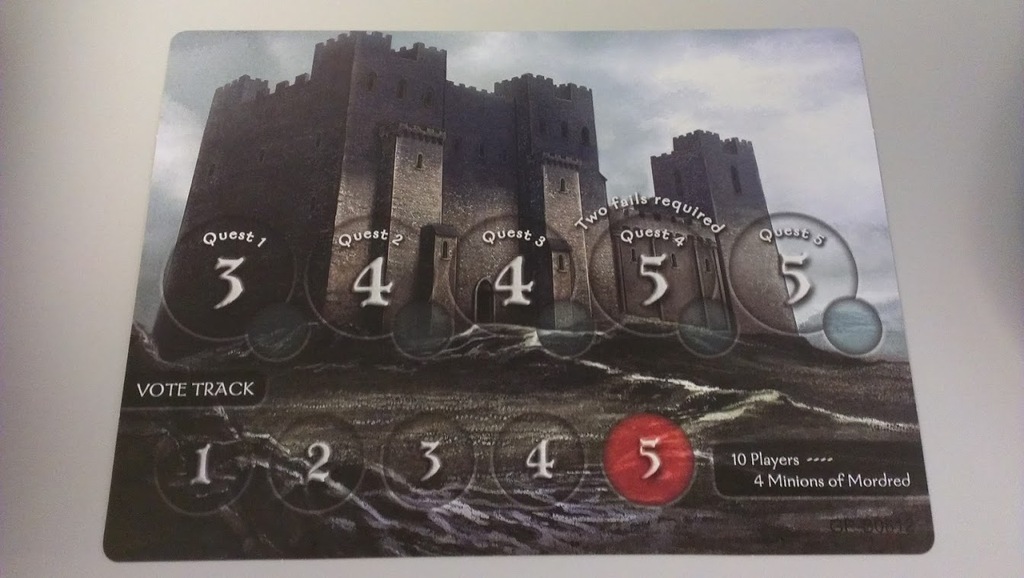 Two fails required
Quest 1 Quest 2 Quest 3 Quest 4 Quest 5
3 4 4 5 5
VOTE TRACK
1 2 3 4 5
10 Players ----
4 Minions of Mordred